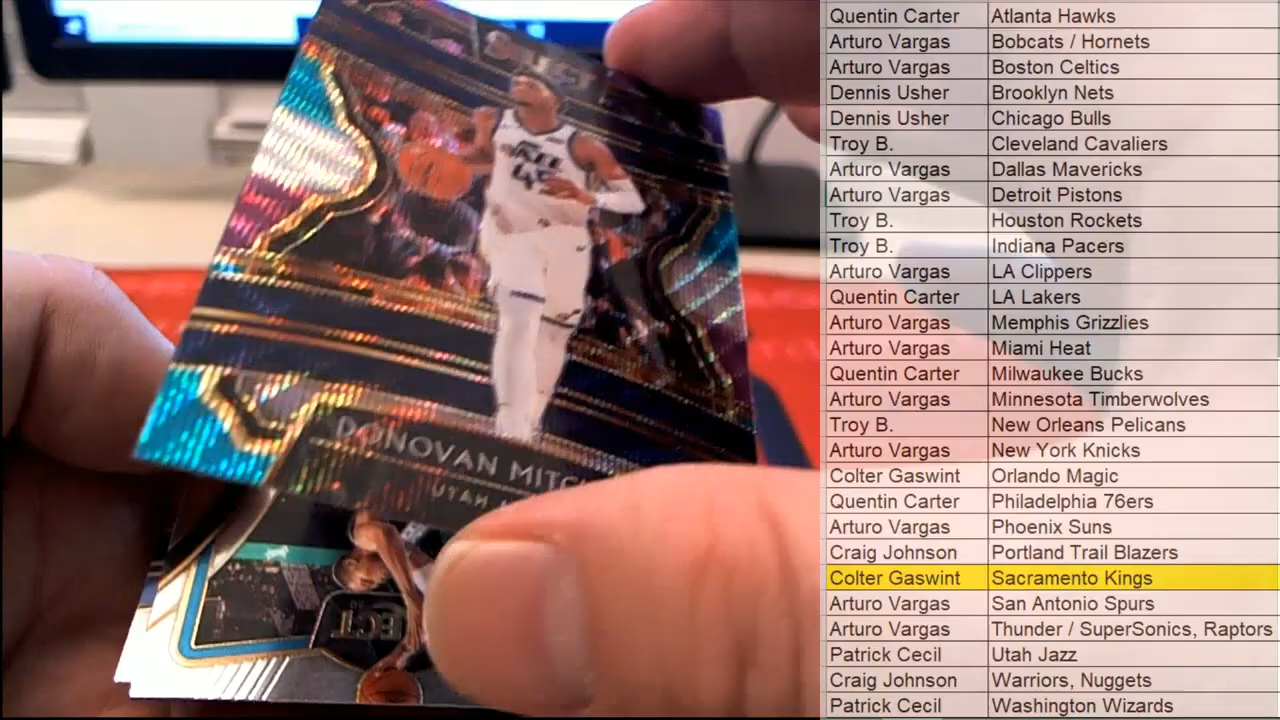 SELECT
UTAH
45
DONOVAN MITC
UTAH
ECT
Quentin Carter Atlanta Hawks
Arturo Vargas Bobcats / Hornets
Arturo Vargas Boston Celtics
Dennis Usher Brooklyn Nets
Dennis Usher Chicago Bulls
Troy B. Cleveland Cavaliers
Arturo Vargas Dallas Mavericks
Arturo Vargas Detroit Pistons
Troy B. Houston Rockets
Troy B. Indiana Pacers
Arturo Vargas LA Clippers
Quentin Carter LA Lakers
Arturo Vargas Memphis Grizzlies
Arturo Vargas Miami Heat
Quentin Carter Milwaukee Bucks
Arturo Vargas Minnesota Timberwolves
Troy B. New Orleans Pelicans
Arturo Vargas New York Knicks
Colter Gaswint Orlando Magic
Quentin Carter Philadelphia 76ers
Arturo Vargas Phoenix Suns
Craig Johnson Portland Trail Blazers
Colter Gaswint Sacramento Kings
Arturo Vargas San Antonio Spurs
Arturo Vargas Thunder / SuperSonics, Raptors
Patrick Cecil Utah Jazz
Craig Johnson Warriors, Nuggets
Patrick Cecil Washington Wizards